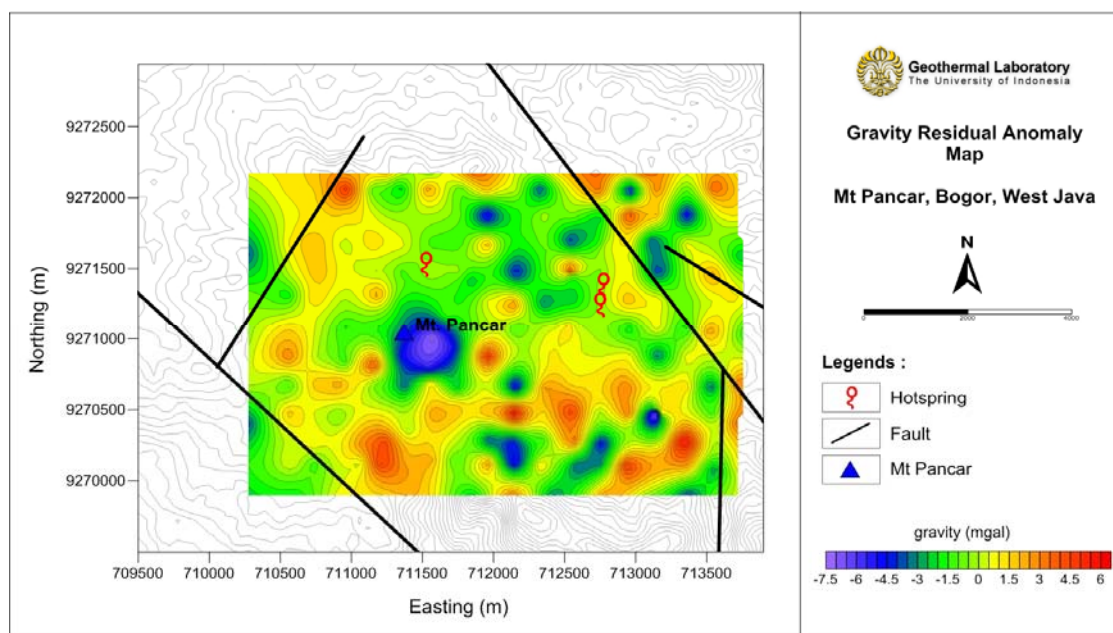 9272500
9272000
9271500
9271000
9270500
9270000
Northing (m)
709500 710000 710500 711000 711500 712000 712500 713000 713500
Easting (m)
Mt. Pancar
Geothermal Laboratory
The University of Indonesia
Gravity Residual Anomaly
Map
Mt Pancar, Bogor, West Java
N
0 2000 4000
Legends :
Hotspring
Fault
Mt Pancar
gravity (mgal)
-7.5 -6 -4.5 -3 -1.5 0 1.5 3 4.5 6